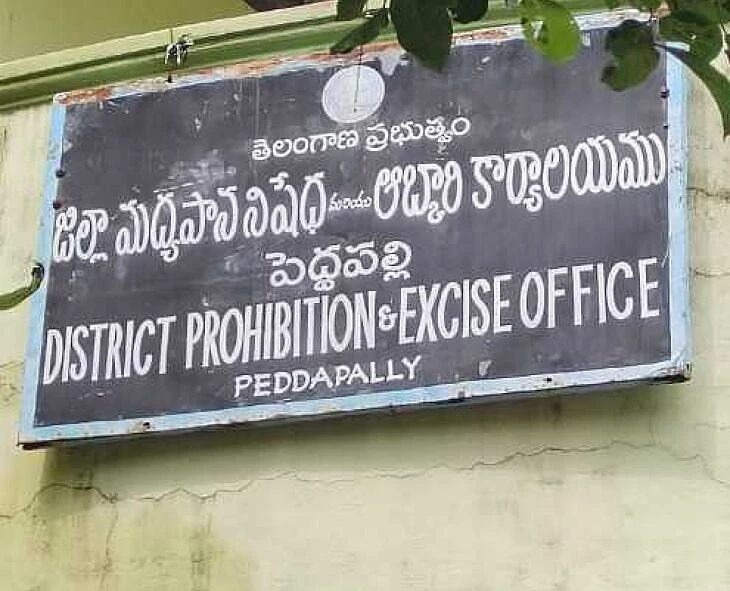 తెలంగాణ ప్రభుత్వం
జిల్లా మద్యపాన నిషేధ మరియు ఆబ్కారి కార్యాలయము
పెద్దపల్లి
DISTRICT PROHIBITION & EXCISE OFFICE
PEDDAPALLY